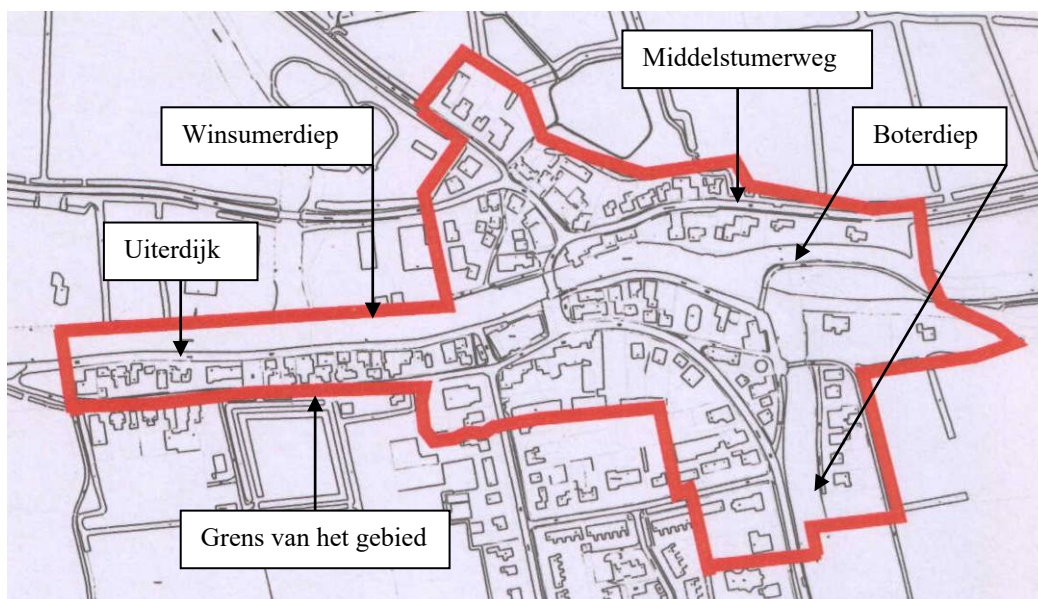 Middelstumerweg
Winsumerdiep
Boterdiep
Uiterdijk
Grens van het gebied